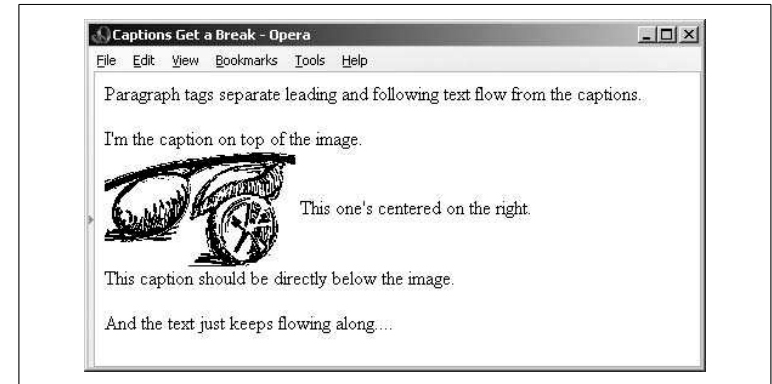 Captions Get a Break - Opera
File Edit View Bookmarks Tools Help
Paragraph tags separate leading and following text flow from the captions.
I'm the caption on top of the image.
This one's centered on the right.
This caption should be directly below the image.
And the text just keeps flowing along....